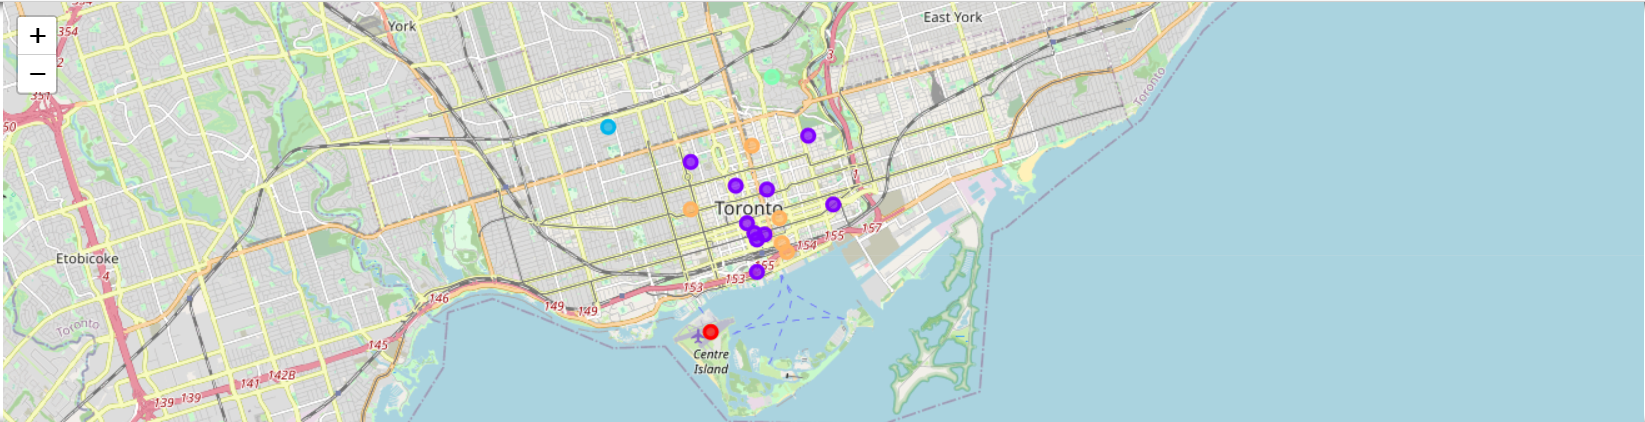 +
−
354
York
East York
2
351
50
3
Toronto
1
Toronto
157
155
154
155
Etobicoke
4
153
153
146
149
149
Toronto
145
Centre
Island
142B
141
139
139